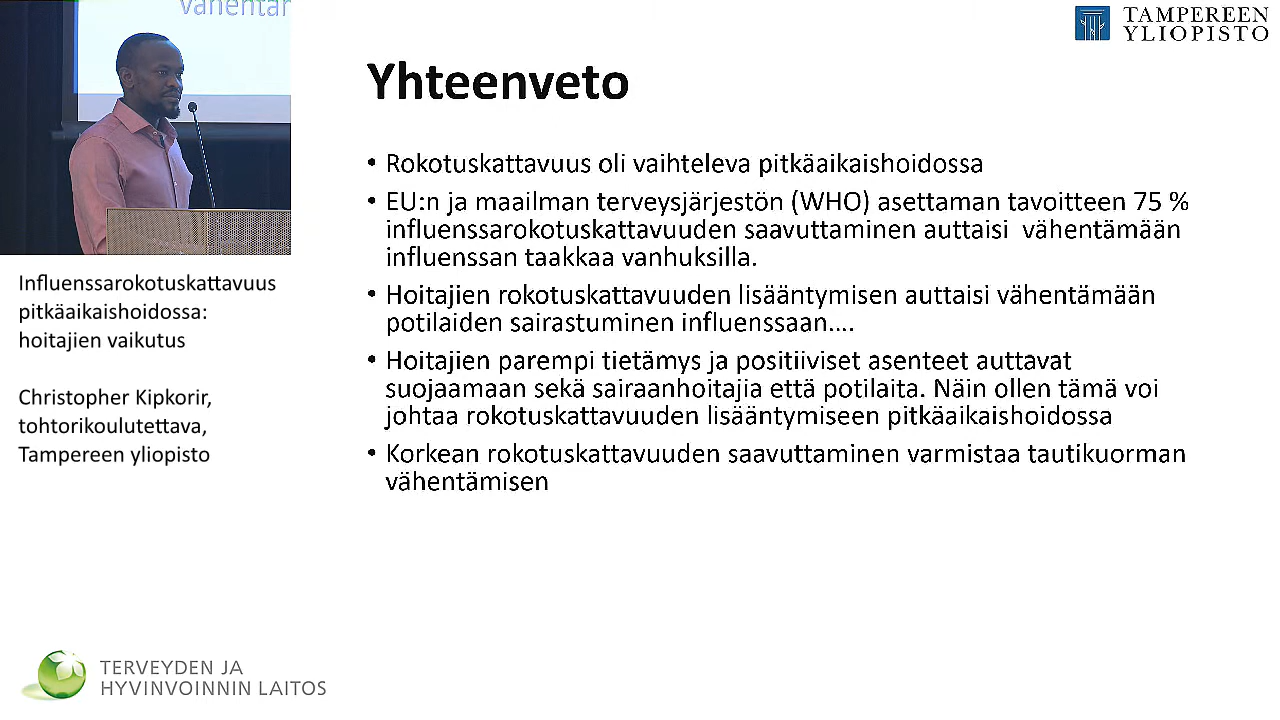 vähentäm
TAMPEREEN
YLIOPISTO
Yhteenveto
• Rokotuskattavuus oli vaihteleva pitkäaikaishoidossa
• EU:n ja maailman terveysjärjestön (WHO) asettaman tavoitteen 75 %
influenssarokotuskattavuuden saavuttaminen auttaisi  vähentämään
influenssan taakkaa vanhuksilla.
• Hoitajien rokotuskattavuuden lisääntymisen auttaisi vähentämään
potilaiden sairastuminen influenssaan....
• Hoitajien parempi tietämys ja positiiviset asenteet auttavat
suojaamaan sekä sairaanhoitajia että potilaita. Näin ollen tämä voi
johtaa rokotuskattavuuden lisääntymiseen pitkäaikaishoidossa
• Korkean rokotuskattavuuden saavuttaminen varmistaa tautikuorman
vähentämisen
Influenssarokotuskattavuus
pitkäaikaishoidossa:
hoitajien vaikutus
Christopher Kipkorir,
tohtorikoulutettava,
Tampereen yliopisto
TERVEYDEN JA
HYVINVOINNIN LAITOS